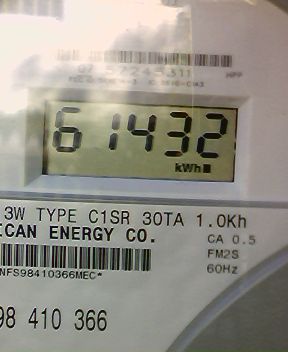 61432
kWh
3W TYPE C1SR 30TA 1.0Kh
ICAN ENERGY CO.
CA 0.5
FM2S
60Hz
NFS98410366MEC*
98 410 366